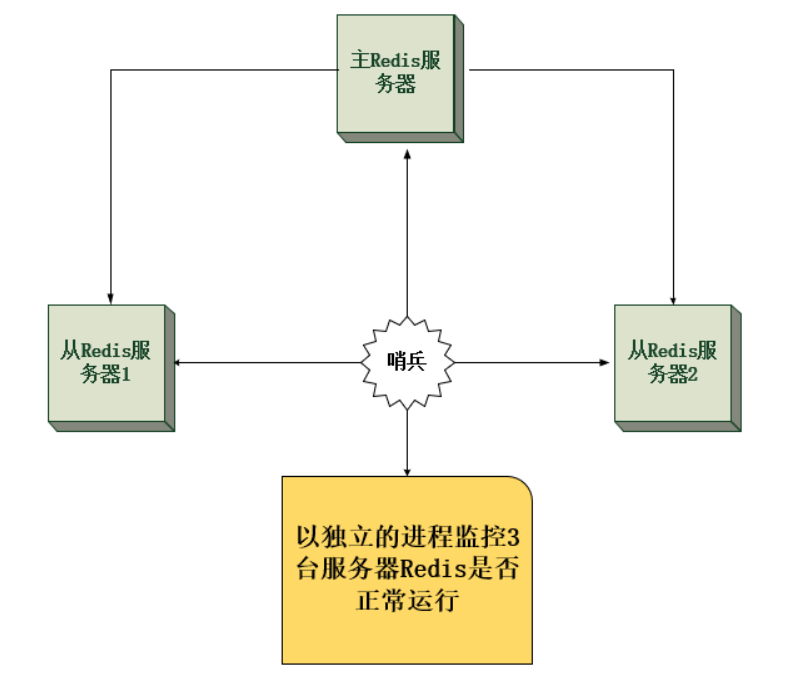 主Redis服
务器
从Redis服
务器1
哨兵
从Redis服
务器2
以独立的进程监控3
台服务器Redis是否
正常运行